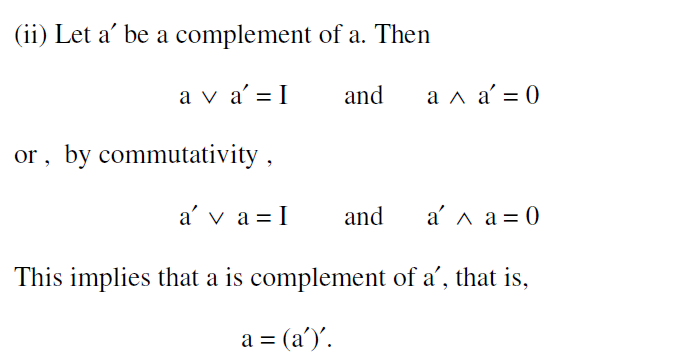 (ii) Let a′ be a complement of a. Then
a ∨ a′ = I and a ∧ a′ = 0
or , by commutativity ,
a′ ∨ a = I and a′ ∧ a = 0
This implies that a is complement of a′, that is,
a = (a′)′.